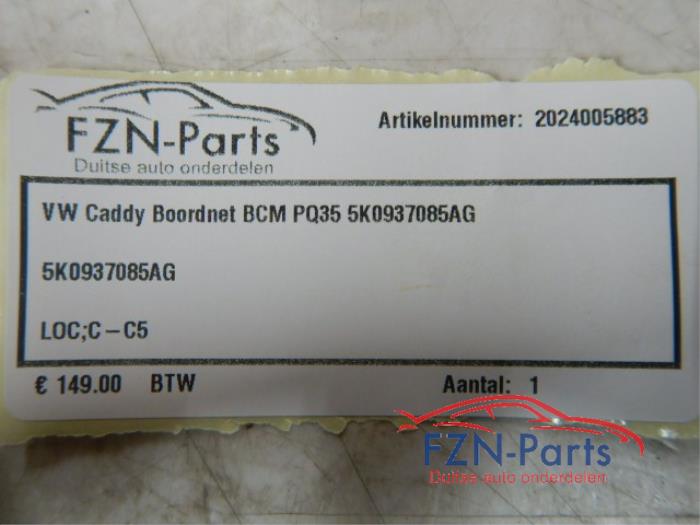 FZN-Parts
Duitse auto onderdelen
Artikelnummer: 2024005883
VW Caddy Boordnet BCM PQ35 5K0937085AG
5K0937085AG
LOC;C-C5
€ 149.00 BTW
Aantal: 1
FZN-Parts
Duitse auto onderdelen